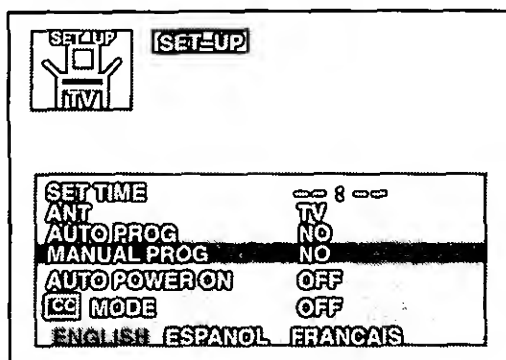 SET-UP SET-UP
TV
SET TIME --:--
ANT TV
AUTO PROG NO
MANUAL PROG NO
AUTO POWER ON OFF
CC MODE OFF
ENGLISH ESPANOL FRANCAIS